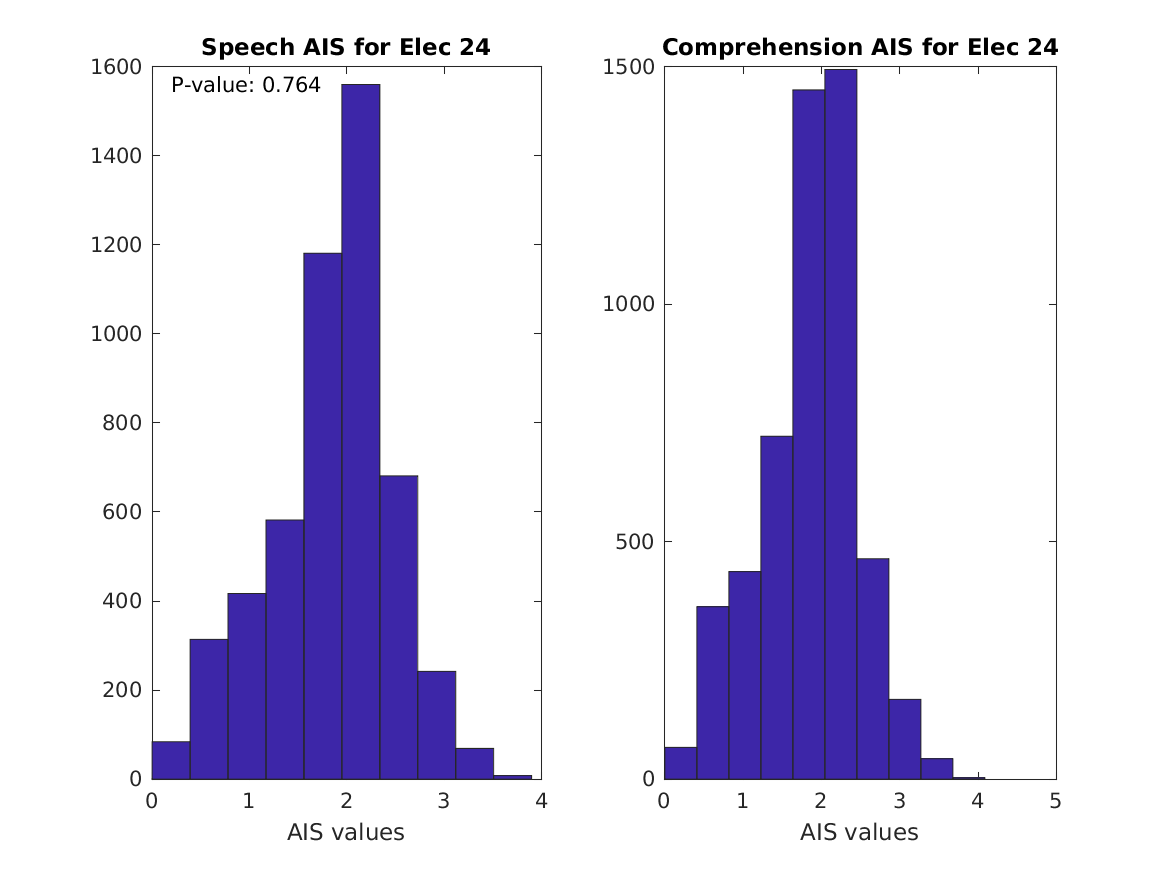 Speech AIS for Elec 24
P-value: 0.764
1600
1400
1200
1000
800
600
400
200
0
0 1 2 3 4
AIS values
Comprehension AIS for Elec 24
1500
1000
500
0
0 1 2 3 4 5
AIS values